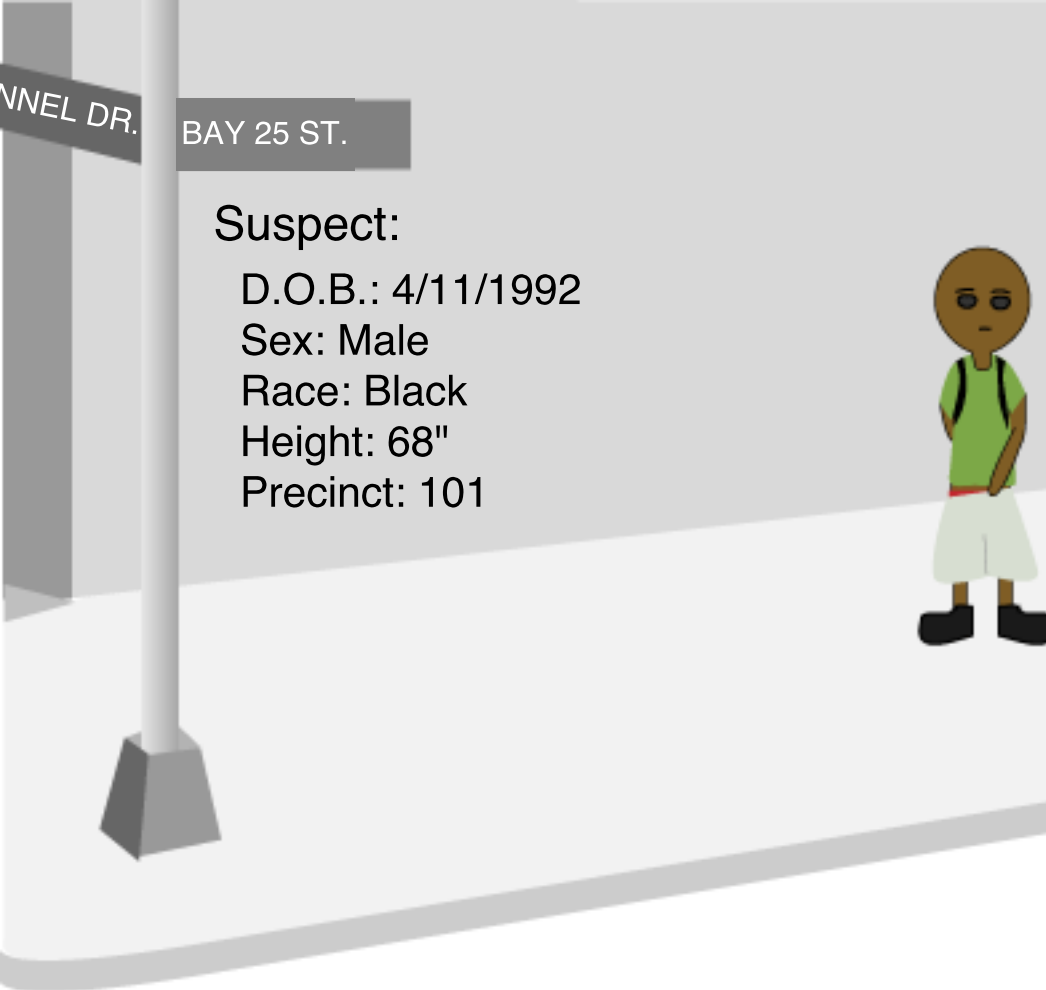 NNEL DR.
BAY 25 ST.
Suspect:
D.O.B.: 4/11/1992
Sex: Male
Race: Black
Height: 68"
Precinct: 101